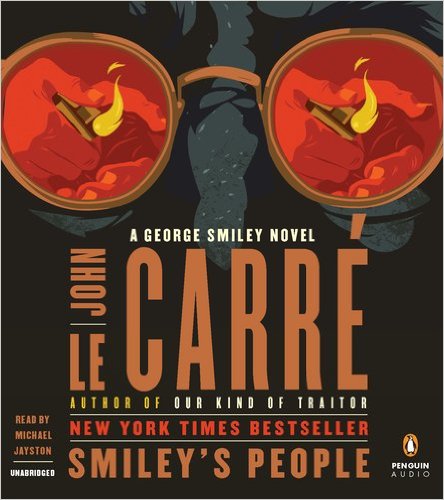 A GEORGE SMILEY NOVEL
JOHN
LE CARRÉ
AUTHOR OF OUR KIND OF TRAITOR
NEW YORK TIMES BESTSELLER
SMILEY'S PEOPLE
READ BY
MICHAEL
JAYSTON
UNABRIDGED
PENGUIN
AUDIO